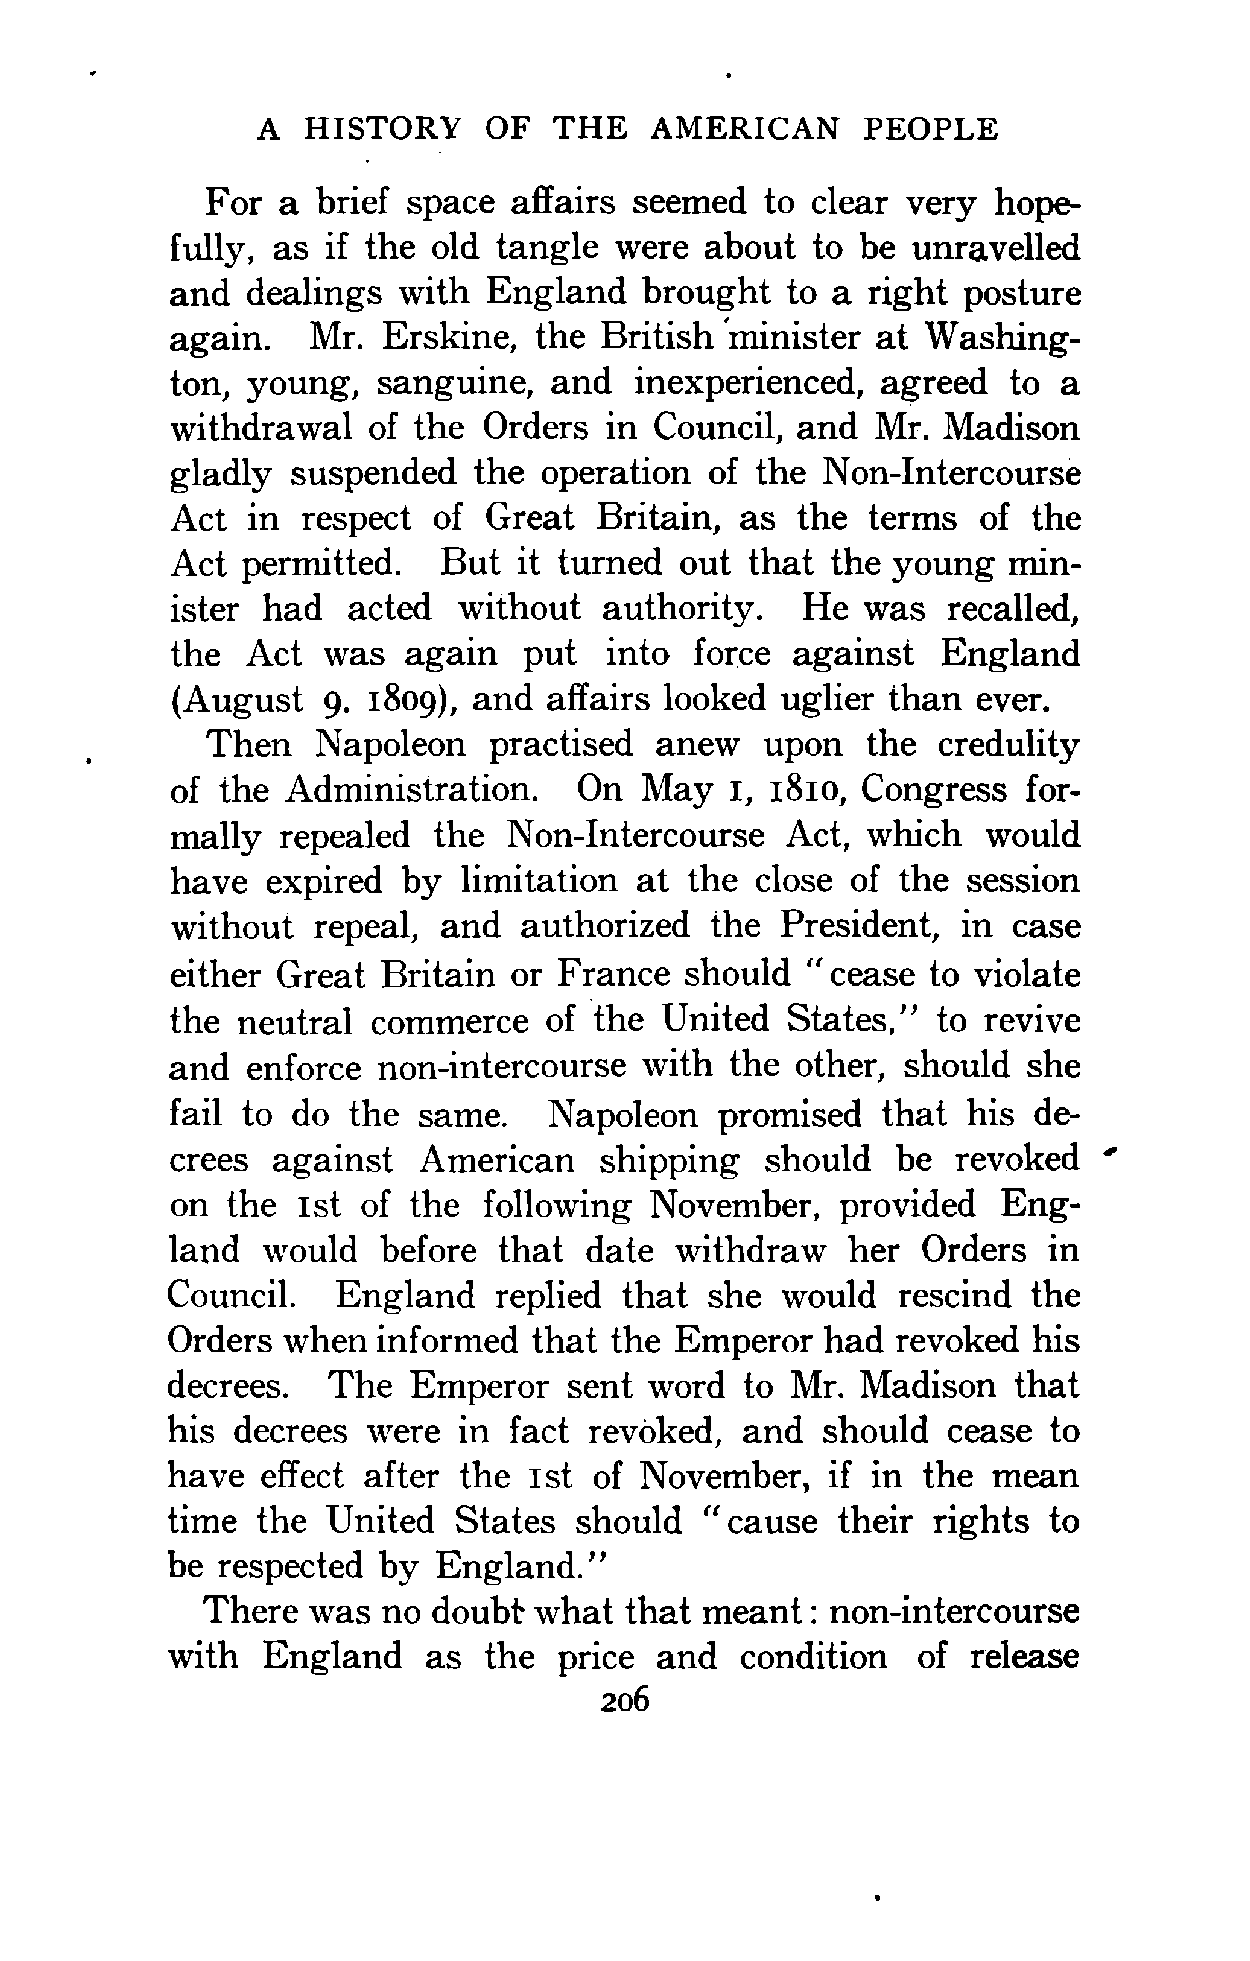 A HISTORY OF THE AMERICAN PEOPLE
For a brief space affairs seemed to clear very hope-
fully, as if the old tangle were about to be unravelled
and dealings with England brought to a right posture
again. Mr. Erskine, the British minister at Washing-
ton, young, sanguine, and inexperienced, agreed to a
withdrawal of the Orders in Council, and Mr. Madison
gladly suspended the operation of the Non-Intercourse
Act in respect of Great Britain, as the terms of the
Act permitted. But it turned out that the young min-
ister had acted without authority. He was recalled,
the Act was again put into force against England
(August 9. 1809), and affairs looked uglier than ever.
Then Napoleon practised anew upon the credulity
of the Administration. On May 1, 1810, Congress for-
mally repealed the Non-Intercourse Act, which would
have expired by limitation at the close of the session
without repeal, and authorized the President, in case
either Great Britain or France should "cease to violate
the neutral commerce of the United States," to revive
and enforce non-intercourse with the other, should she
fail to do the same. Napoleon promised that his de-
crees against American shipping should be revoked
on the 1st of the following November, provided Eng-
land would before that date withdraw her Orders in
Council. England replied that she would rescind the
Orders when informed that the Emperor had revoked his
decrees. The Emperor sent word to Mr. Madison that
his decrees were in fact revoked, and should cease to
have effect after the 1st of November, if in the mean
time the United States should "cause their rights to
be respected by England."
There was no doubt what that meant: non-intercourse
with England as the price and condition of release
206